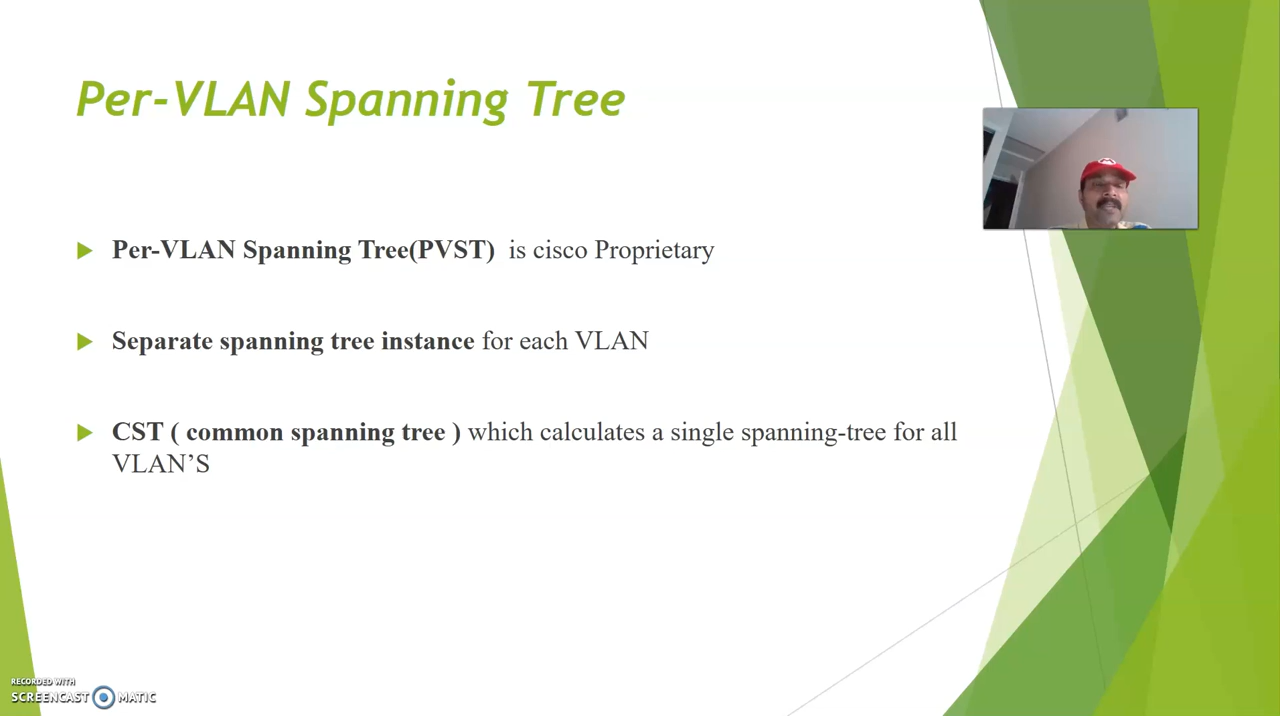 Per-VLAN Spanning Tree
Per-VLAN Spanning Tree(PVST) is cisco Proprietary
Separate spanning tree instance for each VLAN
CST ( common spanning tree ) which calculates a single spanning-tree for all
VLAN’S
RECORDED WITH
SCREENCAST MATIC